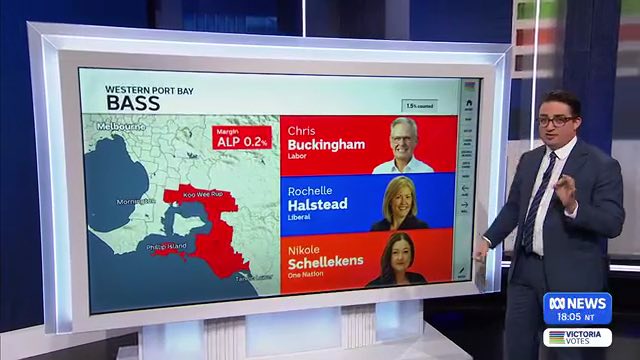 WESTERN PORT BAY
BASS
1.5% counted
Melbourne
Margin
ALP 0.2%
Koo Wee Rup
Mornington
Phillip Island
Chris
Buckingham
Labor
Rochelle
Halstead
Liberal
Nikole
Schellekens
One Nation
NEWS
18:05 NT
VICTORIA
VOTES